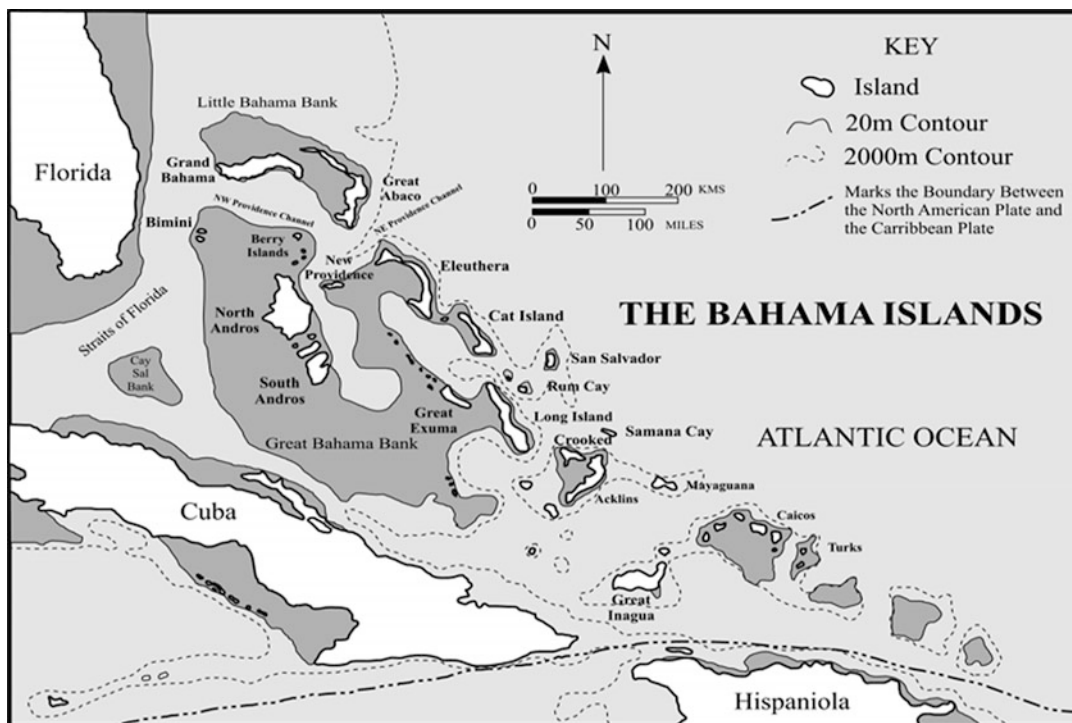 N
KEY
Island
20m Contour
2000m Contour
Marks the Boundary Between
the North American Plate and
the Carribbean Plate
0 100 200 KMS
0 50 100 MILES
THE BAHAMA ISLANDS
ATLANTIC OCEAN
Florida
Little Bahama Bank
Grand
Bahama
Great
Abaco
NW Providence Channel
NE Providence Channel
Bimini
Berry
Islands
New
Providence
Eleuthera
Straits of Florida
North
Andros
Cat Island
San Salvador
Cay
Sal
Bank
South
Andros
Rum Cay
Great
Exuma
Long Island
Great Bahama Bank
Crooked
Samana Cay
Acklins
Mayaguana
Cuba
Caicos
Turks
Great
Inagua
Hispaniola